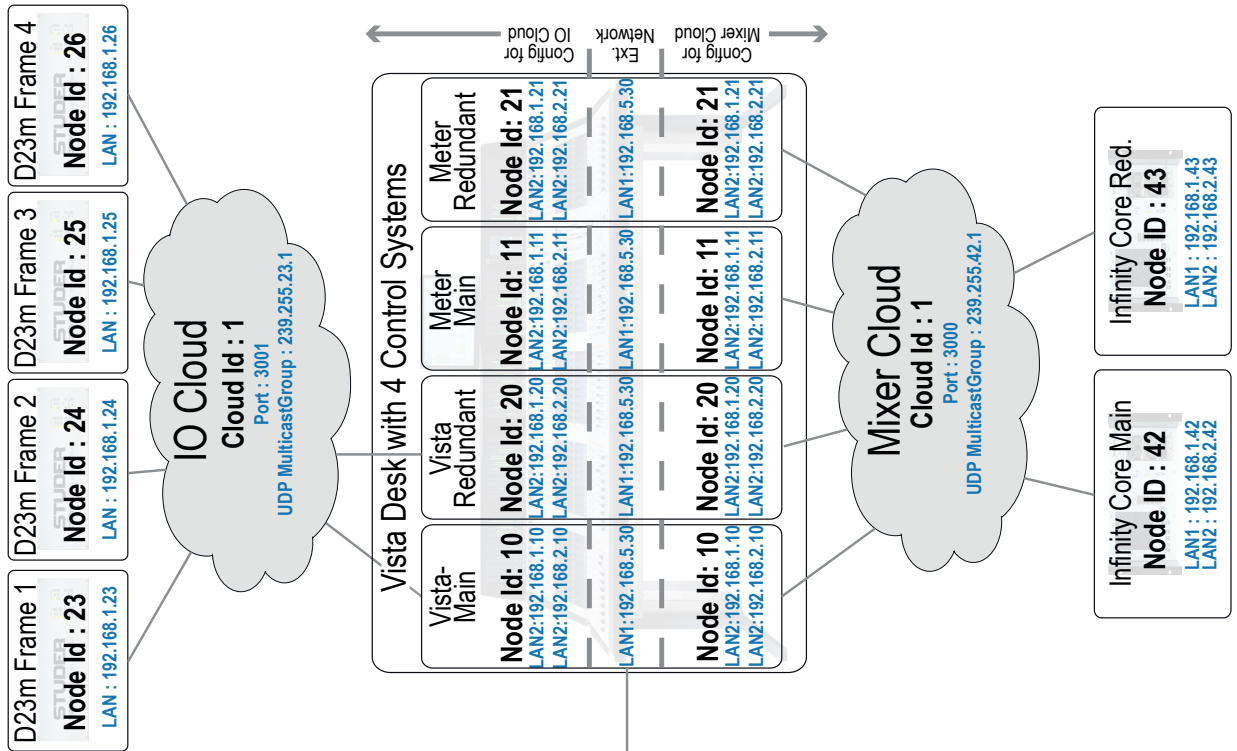 D23m Frame 1
STUDER
Node Id : 23
LAN : 192.168.1.23
D23m Frame 2
STUDER
Node Id : 24
LAN : 192.168.1.24
D23m Frame 3
STUDER
Node Id : 25
LAN : 192.168.1.25
D23m Frame 4
STUDER
Node Id : 26
LAN : 192.168.1.26
IO Cloud
Cloud Id : 1
Port : 3001
UDP MulticastGroup : 239.255.23.1
Vista Desk with 4 Control Systems
Vista-
Main
Node Id: 10
LAN2:192.168.1.10
LAN2:192.168.2.10
LAN1:192.168.5.30
Node Id: 10
LAN2:192.168.1.10
LAN2:192.168.2.10
Vista
Redundant
Node Id: 20
LAN2:192.168.1.20
LAN2:192.168.2.20
LAN1:192.168.5.30
Node Id: 20
LAN2:192.168.1.20
LAN2:192.168.2.20
Meter
Main
Node Id: 11
LAN2:192.168.1.11
LAN2:192.168.2.11
LAN1:192.168.5.30
Node Id: 11
LAN2:192.168.1.11
LAN2:192.168.2.11
Meter
Redundant
Node Id: 21
LAN2:192.168.1.21
LAN2:192.168.2.21
LAN1:192.168.5.30
Node Id: 21
LAN2:192.168.1.21
LAN2:192.168.2.21
Config for
IO Cloud
Ext.
Network
Config for
Mixer Cloud
Mixer Cloud
Cloud Id : 1
Port : 3000
UDP MulticastGroup : 239.255.42.1
Infinity Core Main
Node ID : 42
LAN1 : 192.168.1.42
LAN2 : 192.168.2.42
Infinity Core Red.
Node ID : 43
LAN1 : 192.168.1.43
LAN2 : 192.168.2.43